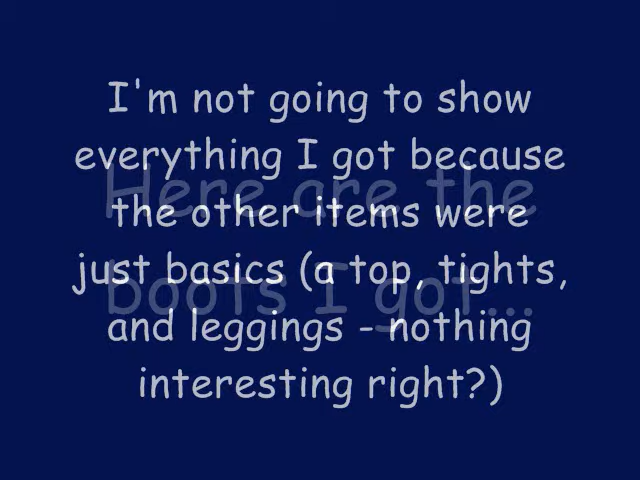 I'm not going to show
everything I got because
Here are the
the other items were
just basics (a top, tights,
boots I got...
and leggings - nothing
interesting right?)